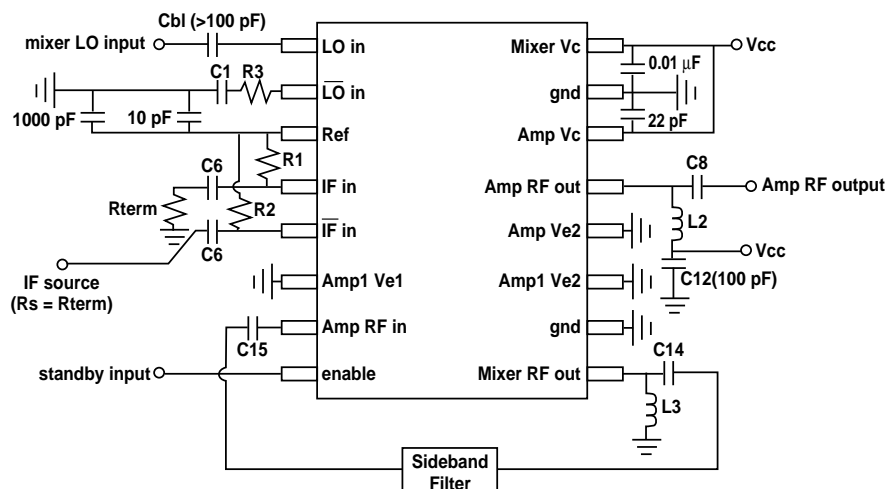 Cbl (>100 pF)
mixer LO input
LO in
Mixer Vc
Vcc
C1
R3
0.01 μF
L̅O̅ in
gnd
1000 pF
10 pF
22 pF
Ref
Amp Vc
R1
C6
C8
IF in
Amp RF out
Amp RF output
Rterm
R2
L2
I̅F̅ in
Amp Ve2
C6
Vcc
IF source
(Rs = Rterm)
Amp1 Ve1
Amp1 Ve2
C12(100 pF)
Amp RF in
gnd
C15
C14
standby input
enable
Mixer RF out
L3
Sideband
Filter